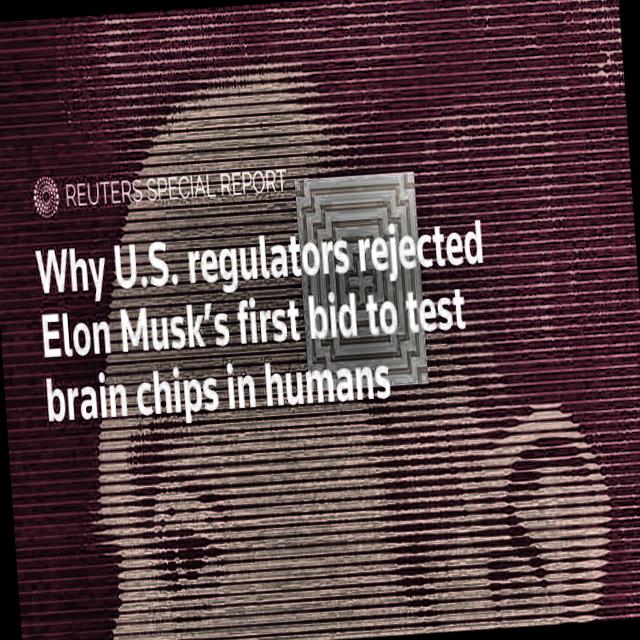 REUTERS SPECIAL REPORT
Why U.S. regulators rejected
Elon Musk's first bid to test
brain chips in humans